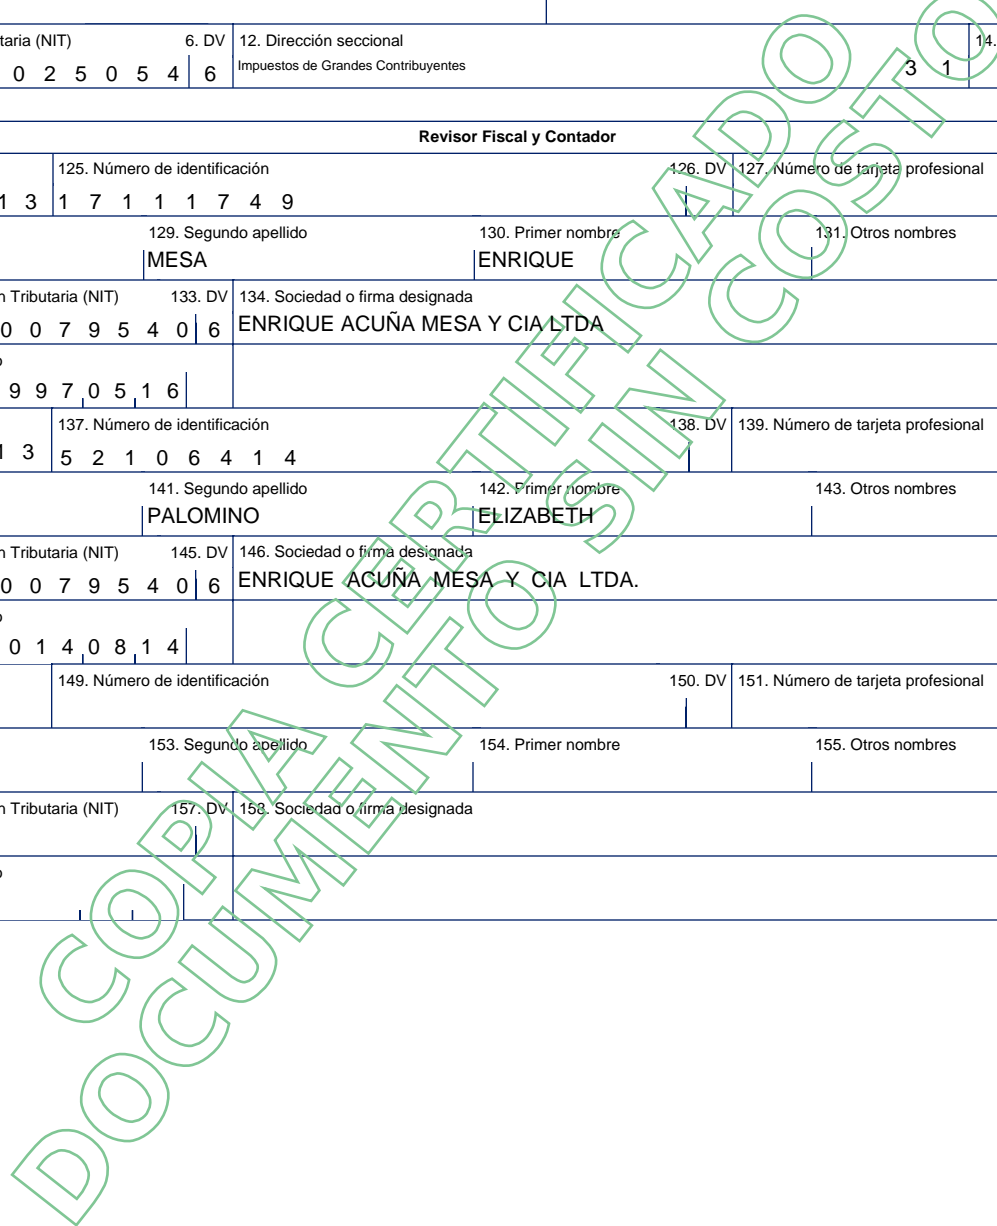 taria (NIT) 6. DV 12. Dirección seccional 14.
0 2 5 0 5 4 6 Impuestos de Grandes Contribuyentes 3 1
Revisor Fiscal y Contador
125. Número de identificación 126. DV 127. Número de tarjeta profesional
1 3 1 7 1 1 1 7 4 9
129. Segundo apellido 130. Primer nombre 131. Otros nombres
MESA ENRIQUE
n Tributaria (NIT) 133. DV 134. Sociedad o firma designada
0 0 7 9 5 4 0 6 ENRIQUE ACUÑA MESA Y CIA LTDA
o
9 9 7 0 5 1 6
137. Número de identificación 138. DV 139. Número de tarjeta profesional
1 3 5 2 1 0 6 4 1 4
141. Segundo apellido 142. Primer nombre 143. Otros nombres
PALOMINO ELIZABETH
n Tributaria (NIT) 145. DV 146. Sociedad o firma designada
0 0 7 9 5 4 0 6 ENRIQUE ACUÑA MESA Y CIA LTDA.
o
0 1 4 0 8 1 4
149. Número de identificación 150. DV 151. Número de tarjeta profesional
153. Segundo apellido 154. Primer nombre 155. Otros nombres
n Tributaria (NIT) 157. DV 158. Sociedad o firma designada
o
COPIA CERTIFICADO
DOCUMENTO SIN COSTO